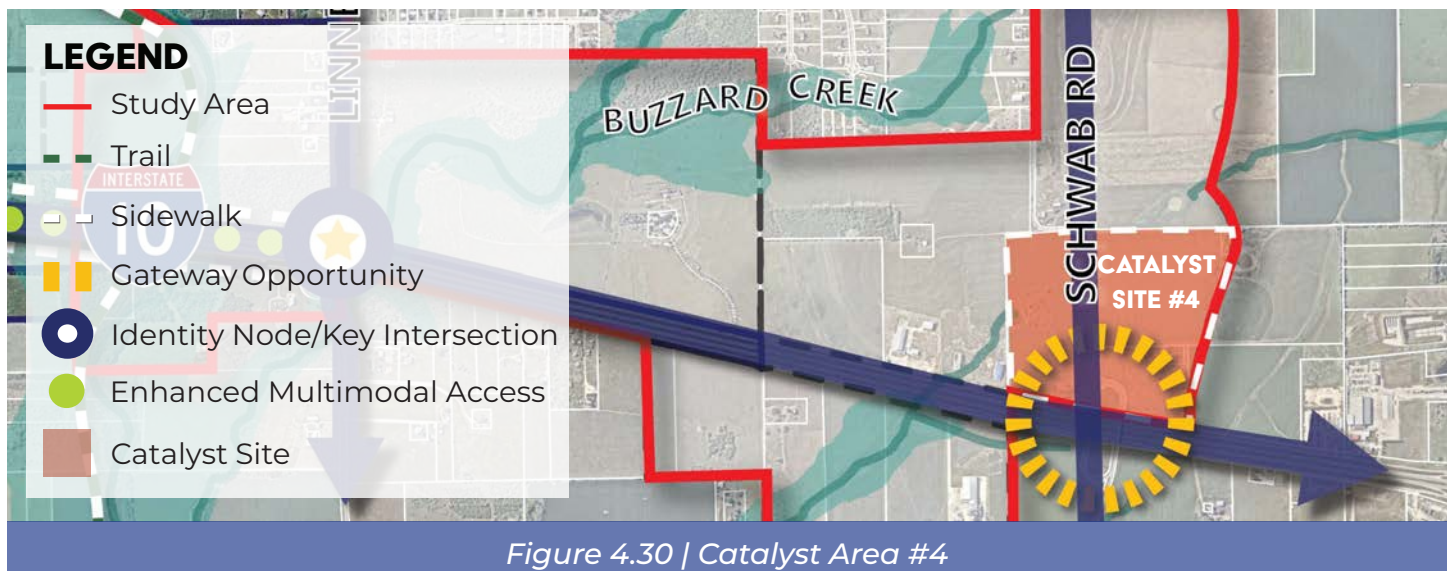 LEGEND
Study Area
Trail
Sidewalk
Gateway Opportunity
Identity Node/Key Intersection
Enhanced Multimodal Access
Catalyst Site
INTERSTATE
10
LINNE
BUZZARD CREEK
SCHWAB RD
CATALYST
SITE #4
Figure 4.30 | Catalyst Area #4